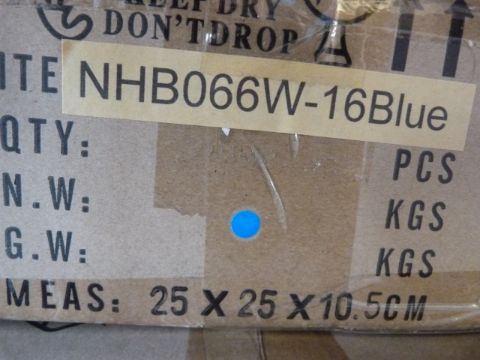 KEEP DRY
DON'T DROP
ITE NHB066W-16Blue
QTY: PCS
N.W: KGS
G.W: KGS
MEAS: 25 X 25 X 10.5CM